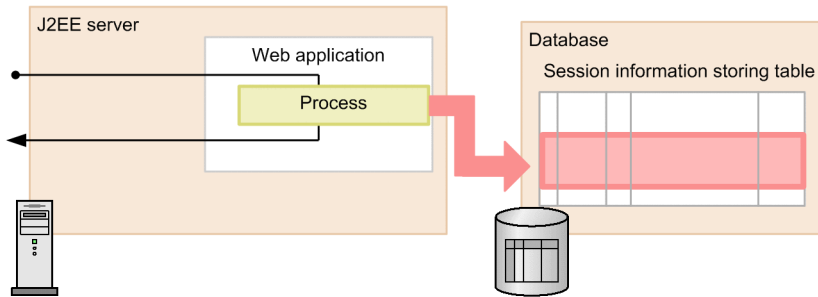 J2EE server
Web application
Process
Database
Session information storing table